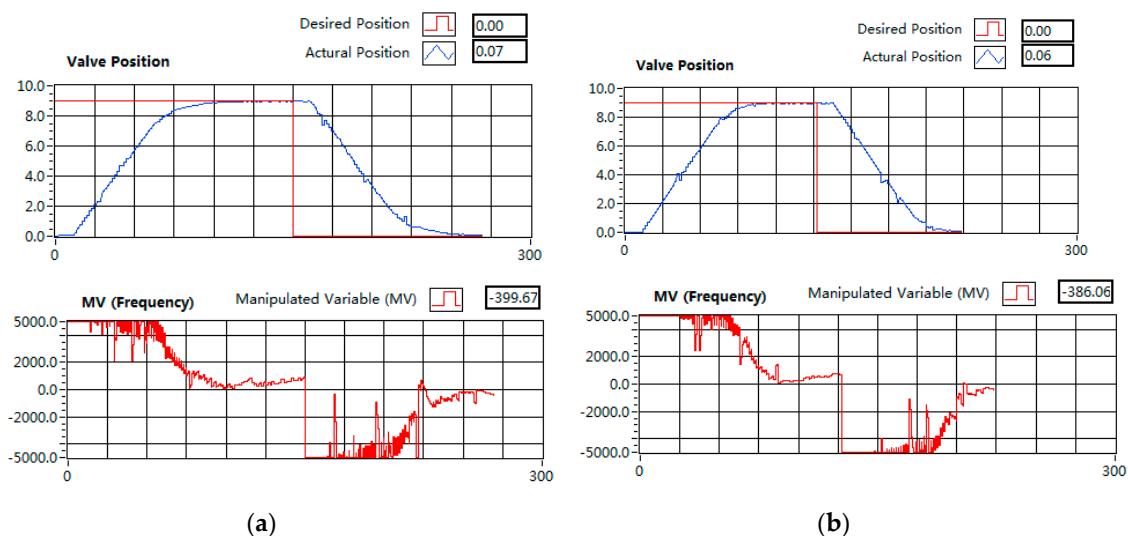 Desired Position 0.00
Actural Position 0.07
Valve Position
10.0
8.0
6.0
4.0
2.0
0.0
0 300
MV (Frequency) Manipulated Variable (MV) -399.67
5000.0
2000.0
0.0
-2000.0
-5000.0
0 300
(a)
Desired Position 0.00
Actural Position 0.06
Valve Position
10.0
8.0
6.0
4.0
2.0
0.0
0 300
MV (Frequency) Manipulated Variable (MV) -386.06
5000.0
2000.0
0.0
-2000.0
-5000.0
0 300
(b)